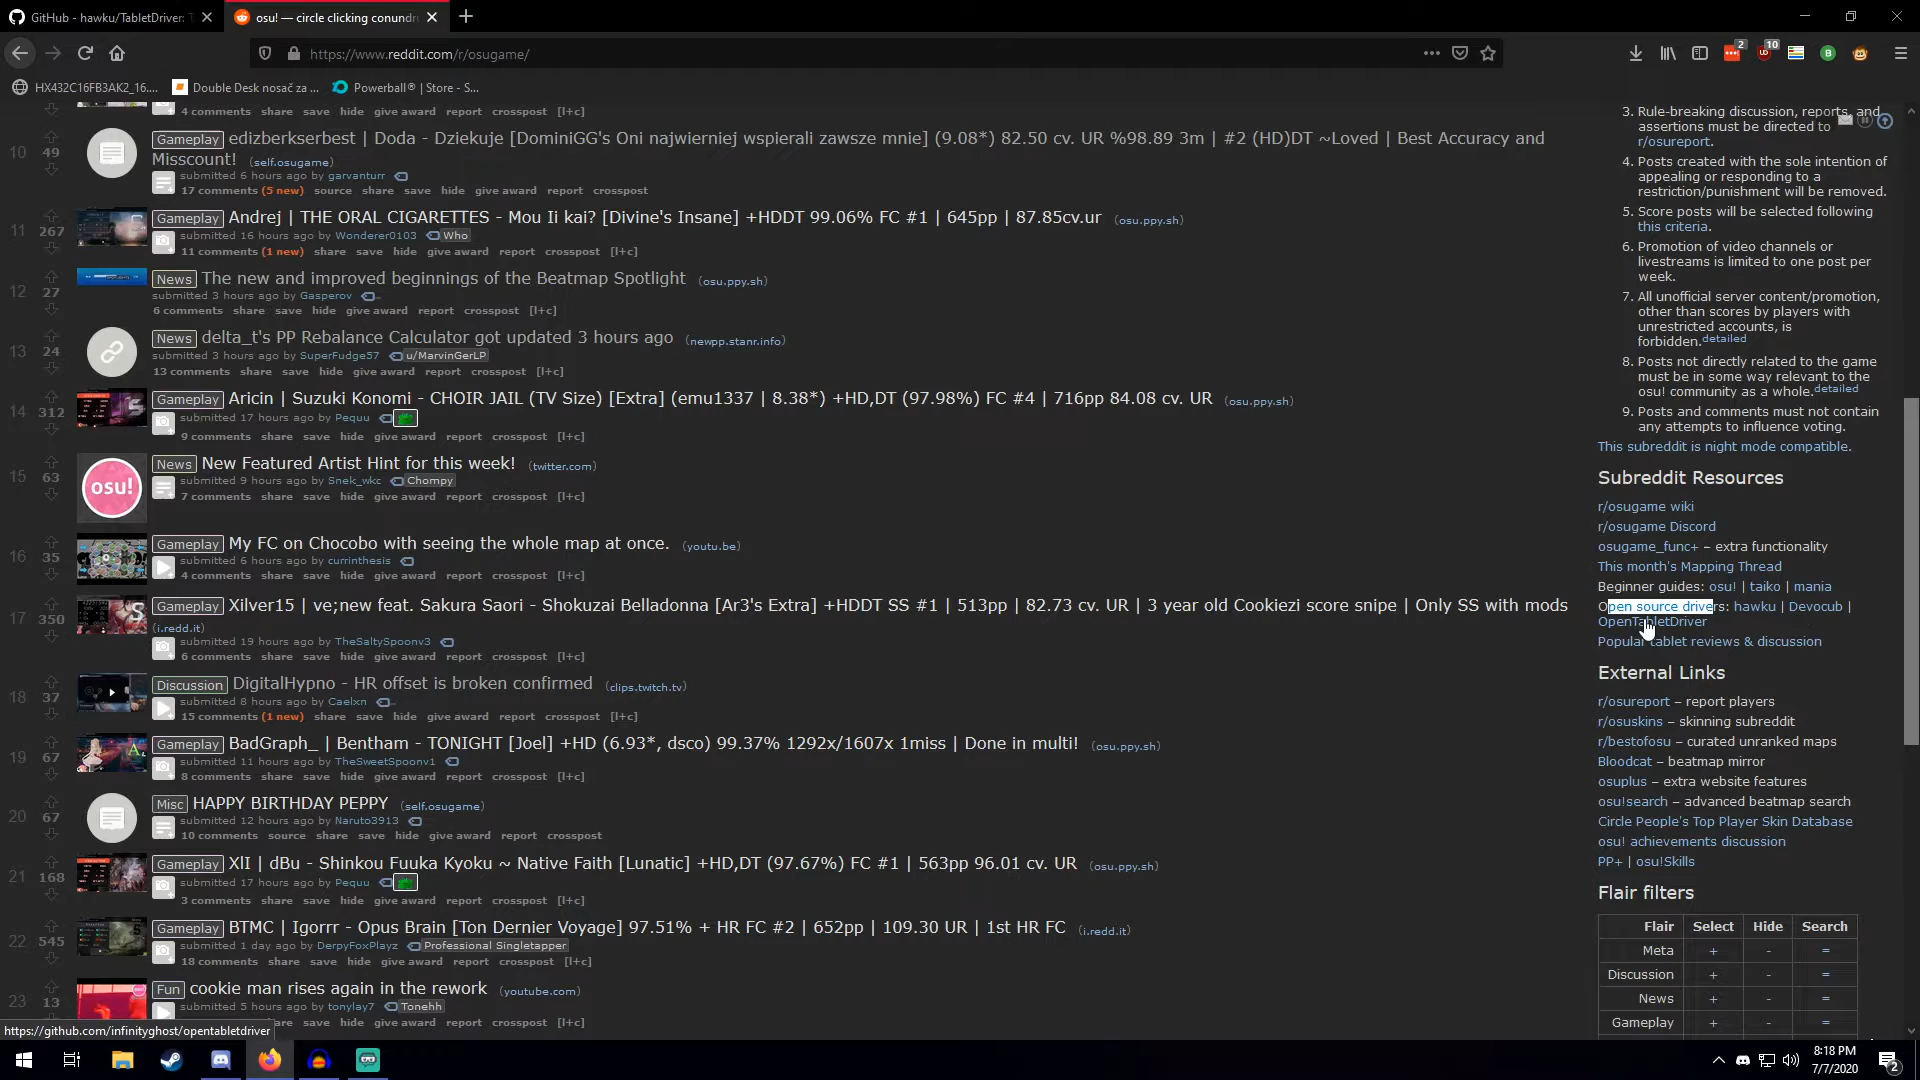 GitHub - hawku/TabletDriver: T
osu! — circle clicking conundr
https://www.reddit.com/r/osugame/
2
10
HX432C16FB3AK2_16....
Double Desk nosač za ...
Powerball® | Store - S...
4 comments share save hide give award report crosspost [l+c]
10
49
Gameplay edizberkserbest | Doda - Dziekuje [DominiGG's Oni najwierniej wspierali zawsze mnie] (9.08*) 82.50 cv. UR %98.89 3m | #2 (HD)DT ~Loved | Best Accuracy and
Misscount! (self.osugame)
submitted 6 hours ago by garvanturr
17 comments (5 new) source share save hide give award report crosspost
11
267
Gameplay Andrej | THE ORAL CIGARETTES - Mou Ii kai? [Divine's Insane] +HDDT 99.06% FC #1 | 645pp | 87.85cv.ur (osu.ppy.sh)
submitted 16 hours ago by Wonderer0103 Who
11 comments (1 new) share save hide give award report crosspost [l+c]
12
27
News The new and improved beginnings of the Beatmap Spotlight (osu.ppy.sh)
submitted 3 hours ago by Gasperov
6 comments share save hide give award report crosspost [l+c]
13
24
News delta_t's PP Rebalance Calculator got updated 3 hours ago (newpp.stanr.info)
submitted 3 hours ago by SuperFudge57 u/MarvinGerLP
13 comments share save hide give award report crosspost [l+c]
14
312
Gameplay Aricin | Suzuki Konomi - CHOIR JAIL (TV Size) [Extra] (emu1337 | 8.38*) +HD,DT (97.98%) FC #4 | 716pp 84.08 cv. UR (osu.ppy.sh)
submitted 17 hours ago by Pequu
9 comments share save hide give award report crosspost [l+c]
15
63
osu!
News New Featured Artist Hint for this week! (twitter.com)
submitted 9 hours ago by Snek_wkc Chompy
7 comments share save hide give award report crosspost [l+c]
16
35
Gameplay My FC on Chocobo with seeing the whole map at once. (youtu.be)
submitted 6 hours ago by currinthesis
4 comments share save hide give award report crosspost [l+c]
17
350
Gameplay Xilver15 | ve;new feat. Sakura Saori - Shokuzai Belladonna [Ar3's Extra] +HDDT SS #1 | 513pp | 82.73 cv. UR | 3 year old Cookiezi score snipe | Only SS with mods
(i.redd.it)
submitted 17 hours ago by TheSaltySpoonv3
6 comments share save hide give award report crosspost [l+c]
18
37
Discussion DigitalHypno - HR offset is broken confirmed (clips.twitch.tv)
submitted 8 hours ago by Caelxn
15 comments (1 new) share save hide give award report crosspost [l+c]
19
67
Gameplay BadGraph_ | Bentham - TONIGHT [Joel] +HD (6.93*, dsco) 99.37% 1292x/1607x 1miss | Done in multi! (osu.ppy.sh)
submitted 11 hours ago by TheSweetSpoonv1
8 comments share save hide give award report crosspost [l+c]
20
67
Misc HAPPY BIRTHDAY PEPPY (self.osugame)
submitted 12 hours ago by Naruto3913
10 comments source share save hide give award report crosspost
21
168
Gameplay XlI | dBu - Shinkou Fuuka Kyoku ~ Native Faith [Lunatic] +HD,DT (97.67%) FC #1 | 563pp 96.01 cv. UR (osu.ppy.sh)
submitted 17 hours ago by Pequu
3 comments share save hide give award report crosspost [l+c]
22
545
Gameplay BTMC | Igorrr - Opus Brain [Ton Dernier Voyage] 97.51% + HR FC #2 | 652pp | 109.30 UR | 1st HR FC (i.redd.it)
submitted 1 day ago by DerpyFoxPlayz Professional Singletapper
18 comments share save hide give award report crosspost [l+c]
23
13
Fun cookie man rises again in the rework (youtube.com)
submitted 5 hours ago by tonylay7 Tonehh
are save hide give award report crosspost [l+c]
https://github.com/infinityghost/opentabletdriver
3. Rule-breaking discussion, reports, and
assertions must be directed to
r/osureport.
4. Posts created with the sole intention of
appealing or responding to a
restriction/punishment will be removed.
5. Score posts will be selected following
this criteria.
6. Promotion of video channels or
livestreams is limited to one post per
week.
7. All unofficial server content/promotion,
other than scores by players with
unrestricted accounts, is
forbidden.detailed
8. Posts not directly related to the game
must be in some way relevant to the
osu! community as a whole.detailed
9. Posts and comments must not contain
any attempts to influence voting.
This subreddit is night mode compatible.
Subreddit Resources
r/osugame wiki
r/osugame Discord
osugame_func+ – extra functionality
This month's Mapping Thread
Beginner guides: osu! | taiko | mania
Open source drivers: hawku | Devocub |
OpenTabletDriver
Popular tablet reviews & discussion
External Links
r/osureport – report players
r/osuskins – skinning subreddit
r/bestofosu – curated unranked maps
Bloodcat – beatmap mirror
osuplus – extra website features
osu!search – advanced beatmap search
Circle People's Top Player Skin Database
osu! achievements discussion
PP+ | osu!Skills
Flair filters
Flair Select Hide Search
Meta + - =
Discussion + - =
News + - =
Gameplay + - =
8:18 PM
7/7/2020
2